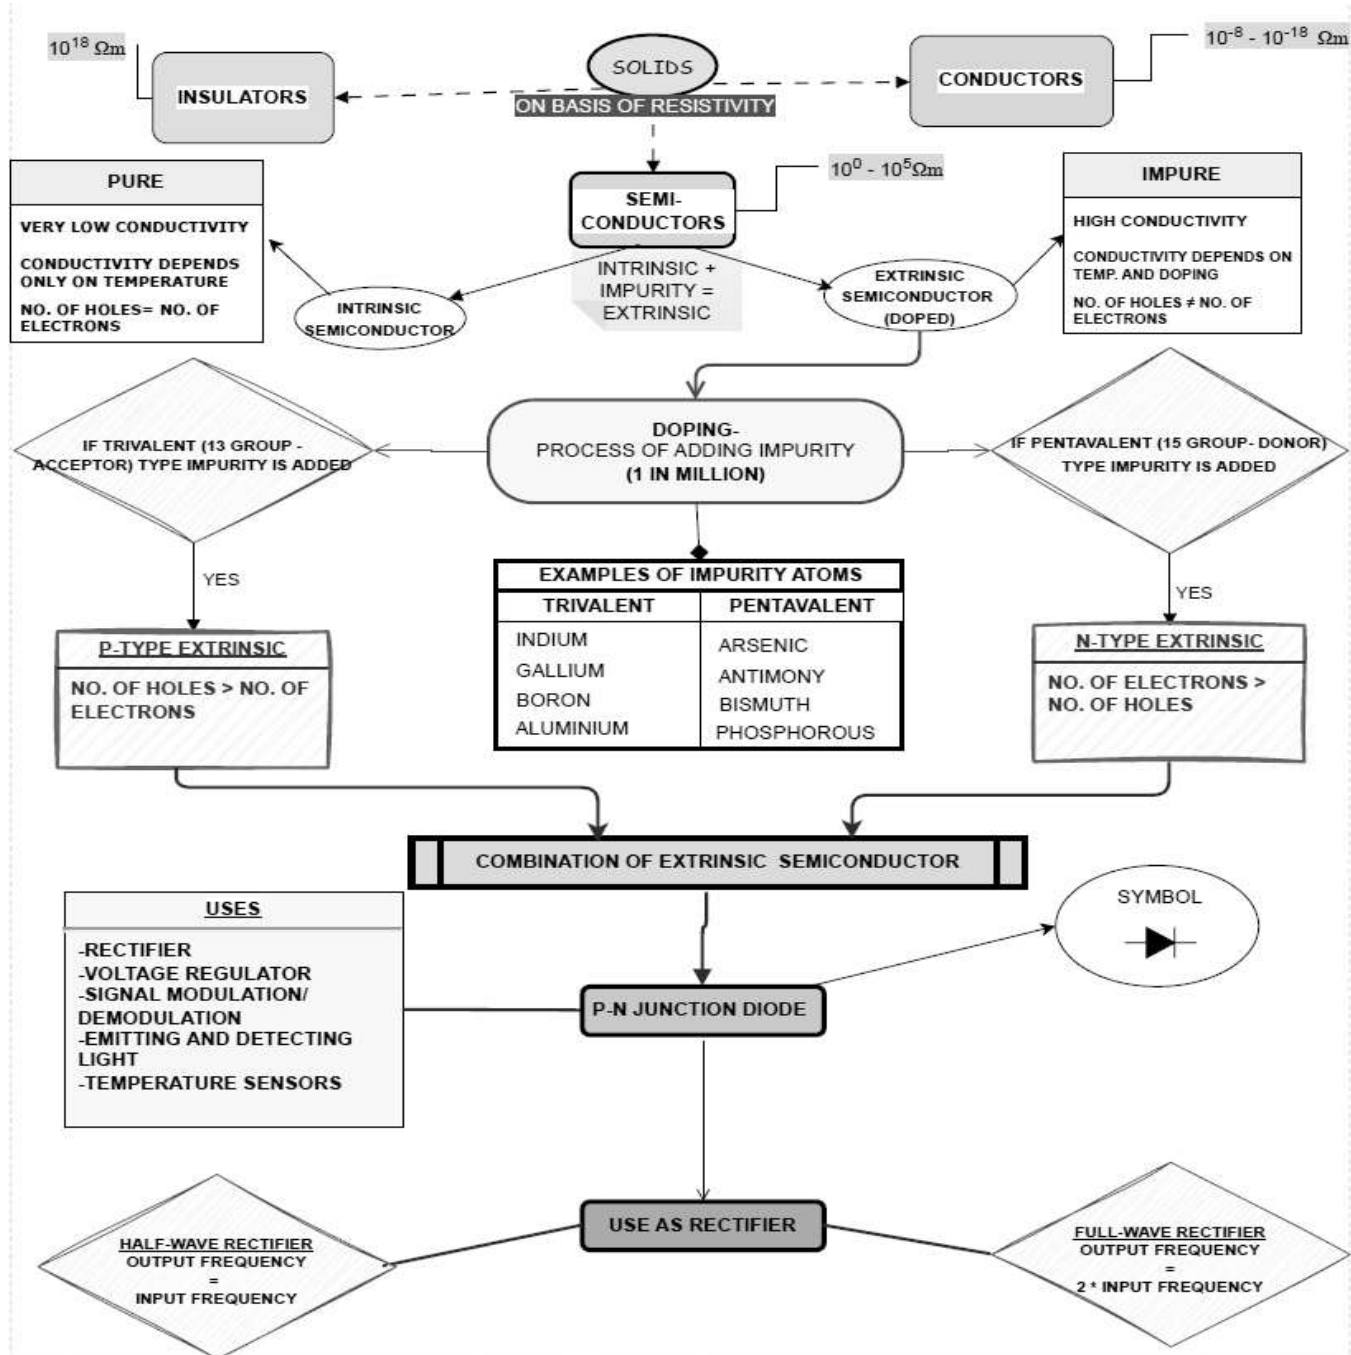 10¹⁸ Ωm
INSULATORS
SOLIDS
ON BASIS OF RESISTIVITY
CONDUCTORS
10⁻⁸ - 10⁻¹⁸ Ωm
PURE
VERY LOW CONDUCTIVITY
CONDUCTIVITY DEPENDS
ONLY ON TEMPERATURE
NO. OF HOLES= NO. OF
ELECTRONS
INTRINSIC
SEMICONDUCTOR
SEMI-
CONDUCTORS
10⁰ - 10⁵Ωm
INTRINSIC +
IMPURITY =
EXTRINSIC
EXTRINSIC
SEMICONDUCTOR
(DOPED)
IMPURE
HIGH CONDUCTIVITY
CONDUCTIVITY DEPENDS ON
TEMP. AND DOPING
NO. OF HOLES ≠ NO. OF
ELECTRONS
IF TRIVALENT (13 GROUP -
ACCEPTOR) TYPE IMPURITY IS ADDED
DOPING-
PROCESS OF ADDING IMPURITY
(1 IN MILLION)
IF PENTAVALENT (15 GROUP- DONOR)
TYPE IMPURITY IS ADDED
YES
YES
EXAMPLES OF IMPURITY ATOMS
TRIVALENT
INDIUM
GALLIUM
BORON
ALUMINIUM
PENTAVALENT
ARSENIC
ANTIMONY
BISMUTH
PHOSPHOROUS
P-TYPE EXTRINSIC
NO. OF HOLES > NO. OF
ELECTRONS
N-TYPE EXTRINSIC
NO. OF ELECTRONS >
NO. OF HOLES
COMBINATION OF EXTRINSIC SEMICONDUCTOR
USES
-RECTIFIER
-VOLTAGE REGULATOR
-SIGNAL MODULATION/
DEMODULATION
-EMITTING AND DETECTING
LIGHT
-TEMPERATURE SENSORS
P-N JUNCTION DIODE
SYMBOL
USE AS RECTIFIER
HALF-WAVE RECTIFIER
OUTPUT FREQUENCY
=
INPUT FREQUENCY
FULL-WAVE RECTIFIER
OUTPUT FREQUENCY
=
2 * INPUT FREQUENCY